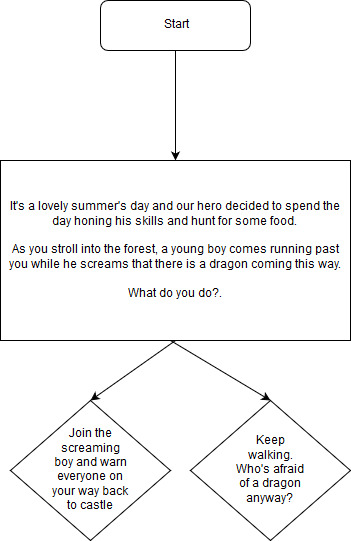 Start
It's a lovely summer's day and our hero decided to spend the
day honing his skills and hunt for some food.
As you stroll into the forest, a young boy comes running past
you while he screams that there is a dragon coming this way.
What do you do?.
Join the
screaming
boy and warn
everyone on
your way back
to castle
Keep
walking.
Who's afraid
of a dragon
anyway?